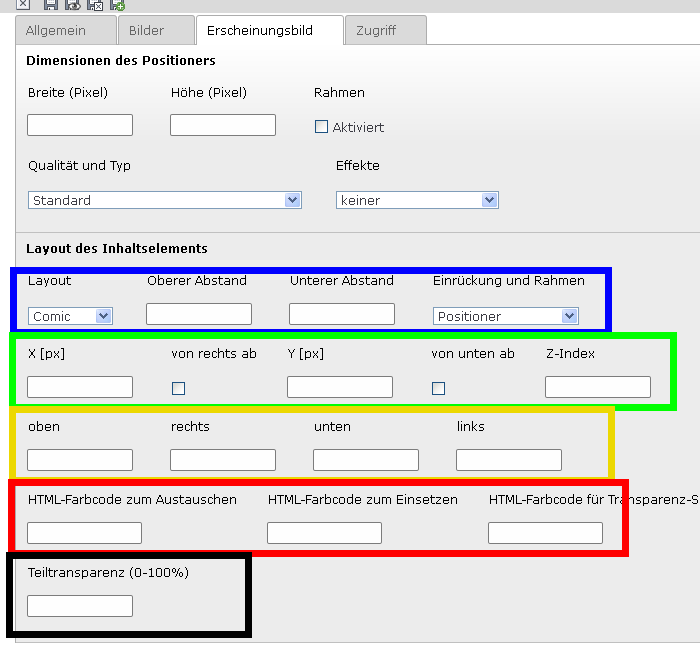 Allgemein Bilder Erscheinungsbild Zugriff
Dimensionen des Positioners
Breite (Pixel) Höhe (Pixel) Rahmen
Aktiviert
Qualität und Typ Effekte
Standard keiner
Layout des Inhaltselements
Layout Oberer Abstand Unterer Abstand Einrückung und Rahmen
Comic Positioner
X [px] von rechts ab Y [px] von unten ab Z-Index
oben rechts unten links
HTML-Farbcode zum Austauschen HTML-Farbcode zum Einsetzen HTML-Farbcode für Transparenz-S
Teiltransparenz (0-100%)